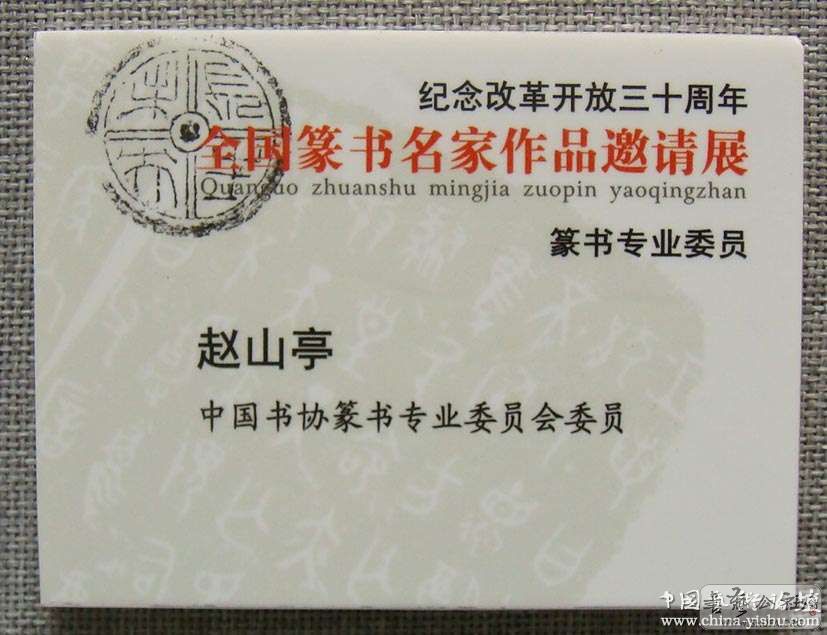 纪念改革开放三十周年
全国篆书名家作品邀请展
Quanguo zhuanshu mingjia zuopin yaoqingzhan
篆书专业委员
赵山亭
中国书协篆书专业委员会委员
www.china-yishu.com